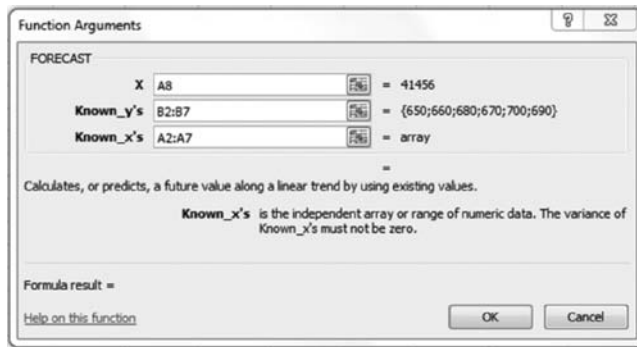 Function Arguments
FORECAST
X A8 = 41456
Known_y's B2:B7 = {650;660;680;670;700;690}
Known_x's A2:A7 = array
=
Calculates, or predicts, a future value along a linear trend by using existing values.
Known_x's is the independent array or range of numeric data. The variance of
Known_x's must not be zero.
Formula result =
Help on this function
OK Cancel